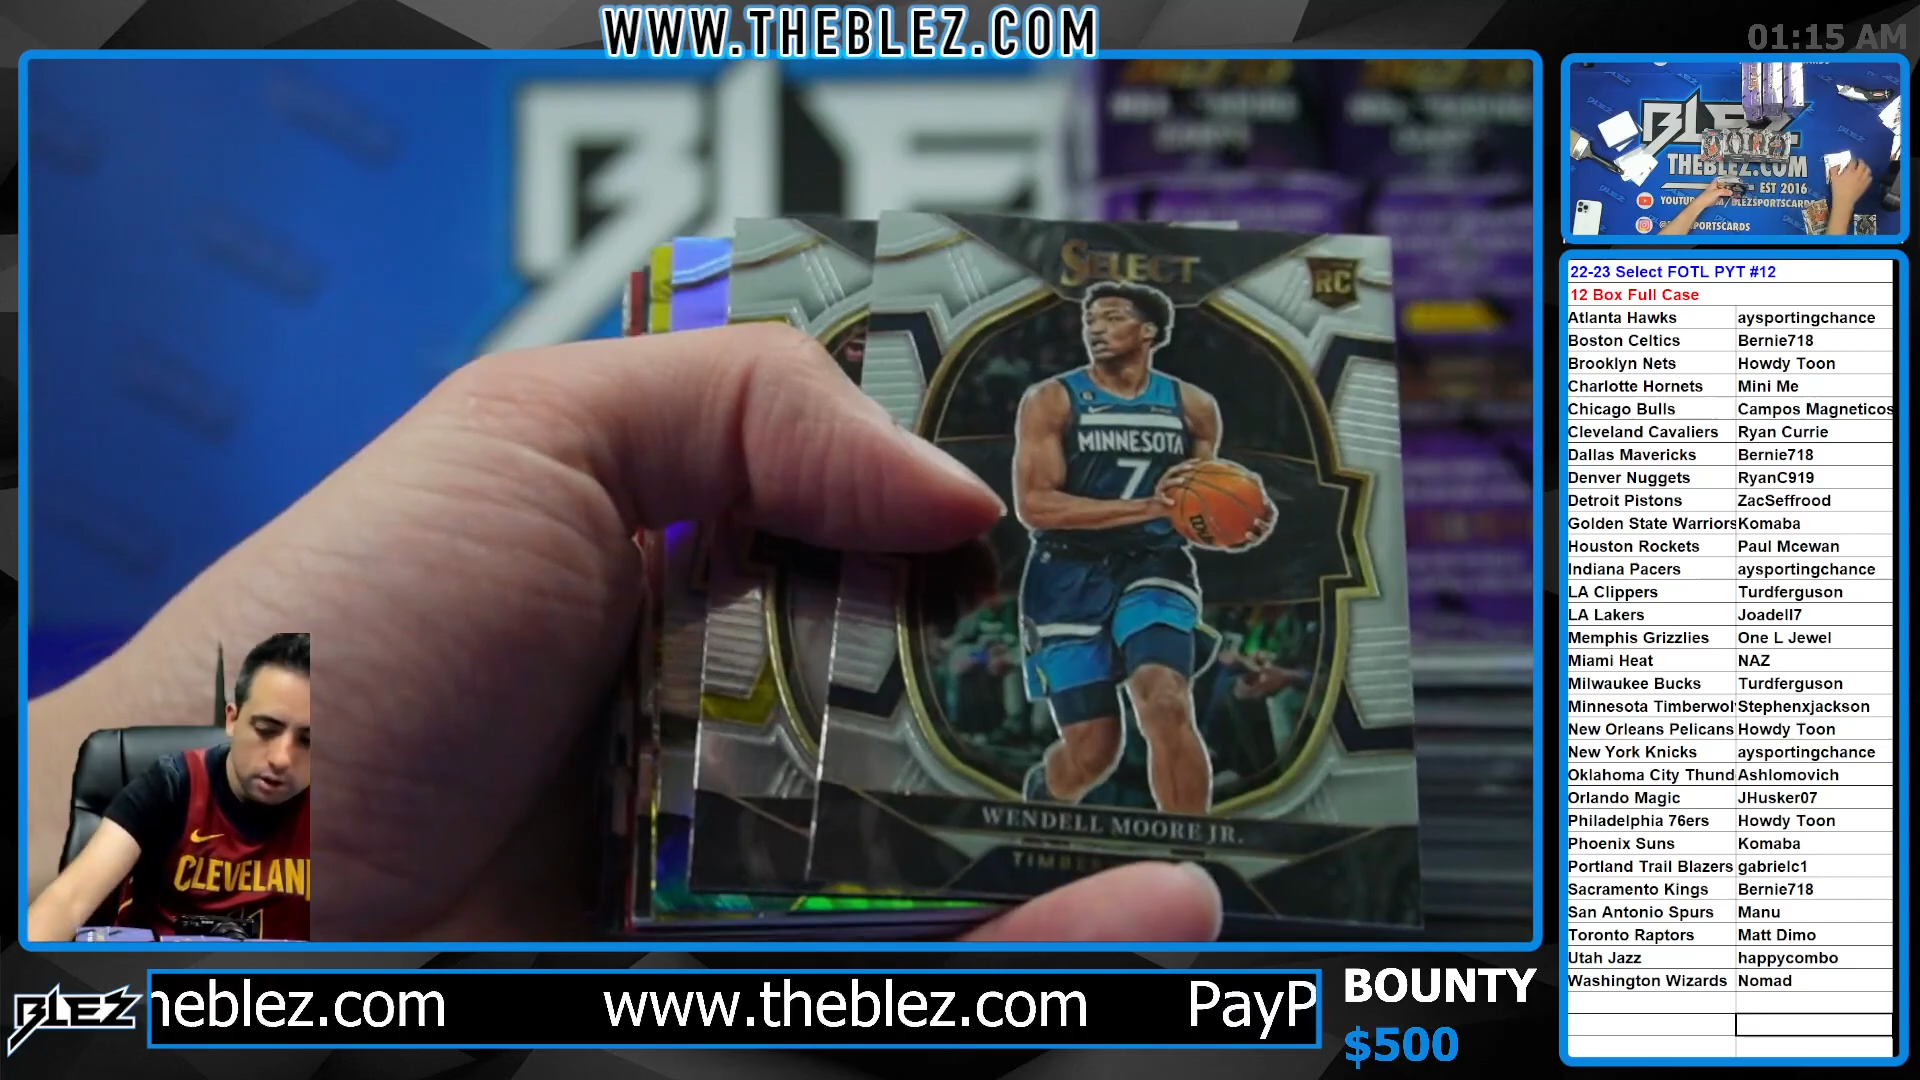 WWW.THEBLEZ.COM
01:15 AM
BLEZ
THEBLEZ.COM
EST 2016
22-23 Select FOTL PYT #12
12 Box Full Case
Atlanta Hawks aysportingchance
Boston Celtics Bernie718
Brooklyn Nets Howdy Toon
Charlotte Hornets Mini Me
Chicago Bulls Campos Magneticos
Cleveland Cavaliers Ryan Currie
Dallas Mavericks Bernie718
Denver Nuggets RyanC919
Detroit Pistons ZacSeffrood
Golden State Warriors Komaba
Houston Rockets Paul Mcewan
Indiana Pacers aysportingchance
LA Clippers Turdferguson
LA Lakers Joadell7
Memphis Grizzlies One L Jewel
Miami Heat NAZ
Milwaukee Bucks Turdferguson
Minnesota Timberwol Stephenxjackson
New Orleans Pelicans Howdy Toon
New York Knicks aysportingchance
Oklahoma City Thund Ashlomovich
Orlando Magic JHusker07
Philadelphia 76ers Howdy Toon
Phoenix Suns Komaba
Portland Trail Blazers gabrielc1
Sacramento Kings Bernie718
San Antonio Spurs Manu
Toronto Raptors Matt Dimo
Utah Jazz happycombo
Washington Wizards Nomad
SELECT
RC
MINNESOTA
7
WENDELL MOORE JR.
CLEVELAN
BLEZ
heblez.com www.theblez.com PayP
BOUNTY
$500